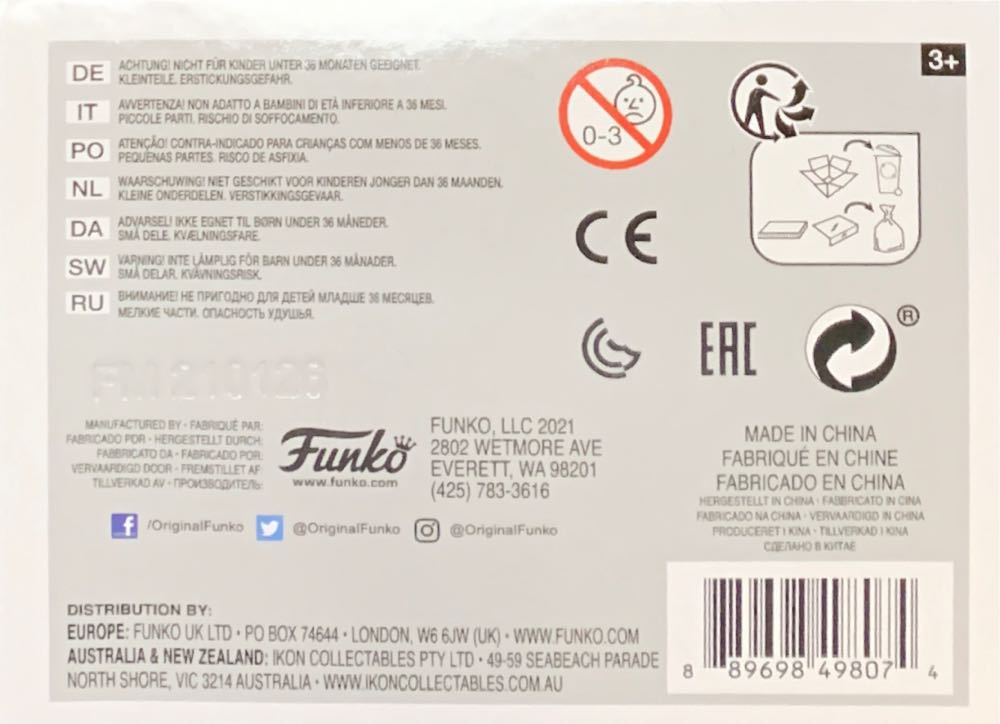 3+
DE ACHTUNG! NICHT FÜR KINDER UNTER 36 MONATEN GEEIGNET.
KLEINTEILE. ERSTICKUNGSGEFAHR.
IT AVVERTENZA! NON ADATTO A BAMBINI DI ETÀ INFERIORE A 36 MESI.
PICCOLE PARTI. RISCHIO DI SOFFOCAMENTO.
PO ATENÇÃO! CONTRA-INDICADO PARA CRIANÇAS COM MENOS DE 36 MESES.
PEQUENAS PARTES. RISCO DE ASFIXIA.
NL WAARSCHUWING! NIET GESCHIKT VOOR KINDEREN JONGER DAN 36 MAANDEN.
KLEINE ONDERDELEN. VERSTIKKINGSGEVAAR.
DA ADVARSEL! IKKE EGNET TIL BØRN UNDER 36 MÅNEDER.
SMÅ DELE. KVÆLNINGSFARE.
SW VARNING! INTE LÄMPLIG FÖR BARN UNDER 36 MÅNADER.
SMÅ DELAR. KVÄVNINGSRISK.
RU ВНИМАНИЕ! НЕ ПРИГОДНО ДЛЯ ДЕТЕЙ МЛАДШЕ 36 МЕСЯЦЕВ.
МЕЛКИЕ ЧАСТИ. ОПАСНОСТЬ УДУШЬЯ.
0-3
CE
EAC
®
FM 210126
MANUFACTURED BY • FABRIQUÉ PAR:
FABRICADO POR • HERGESTELLT DURCH:
FABBRICATO DA • FABRICADO POR:
VERVAARDIGD DOOR • FREMSTILLET AF:
TILLVERKAD AV • ПРОИЗВОДИТЕЛЬ:
Funko
www.funko.com
FUNKO, LLC 2021
2802 WETMORE AVE
EVERETT, WA 98201
(425) 783-3616
MADE IN CHINA
FABRIQUÉ EN CHINE
FABRICADO EN CHINA
HERGESTELLT IN CHINA • FABBRICATO IN CINA
FABRICADO NA CHINA • VERVAARDIGD IN CHINA
PRODUCERET I KINA • TILLVERKAD I KINA
СДЕЛАНО В КИТАЕ
/OriginalFunko @OriginalFunko @OriginalFunko
DISTRIBUTION BY:
EUROPE: FUNKO UK LTD • PO BOX 74644 • LONDON, W6 6JW (UK) • WWW.FUNKO.COM
AUSTRALIA & NEW ZEALAND: IKON COLLECTABLES PTY LTD • 49-59 SEABEACH PARADE
NORTH SHORE, VIC 3214 AUSTRALIA • WWW.IKONCOLLECTABLES.COM.AU
8 89698 49807 4